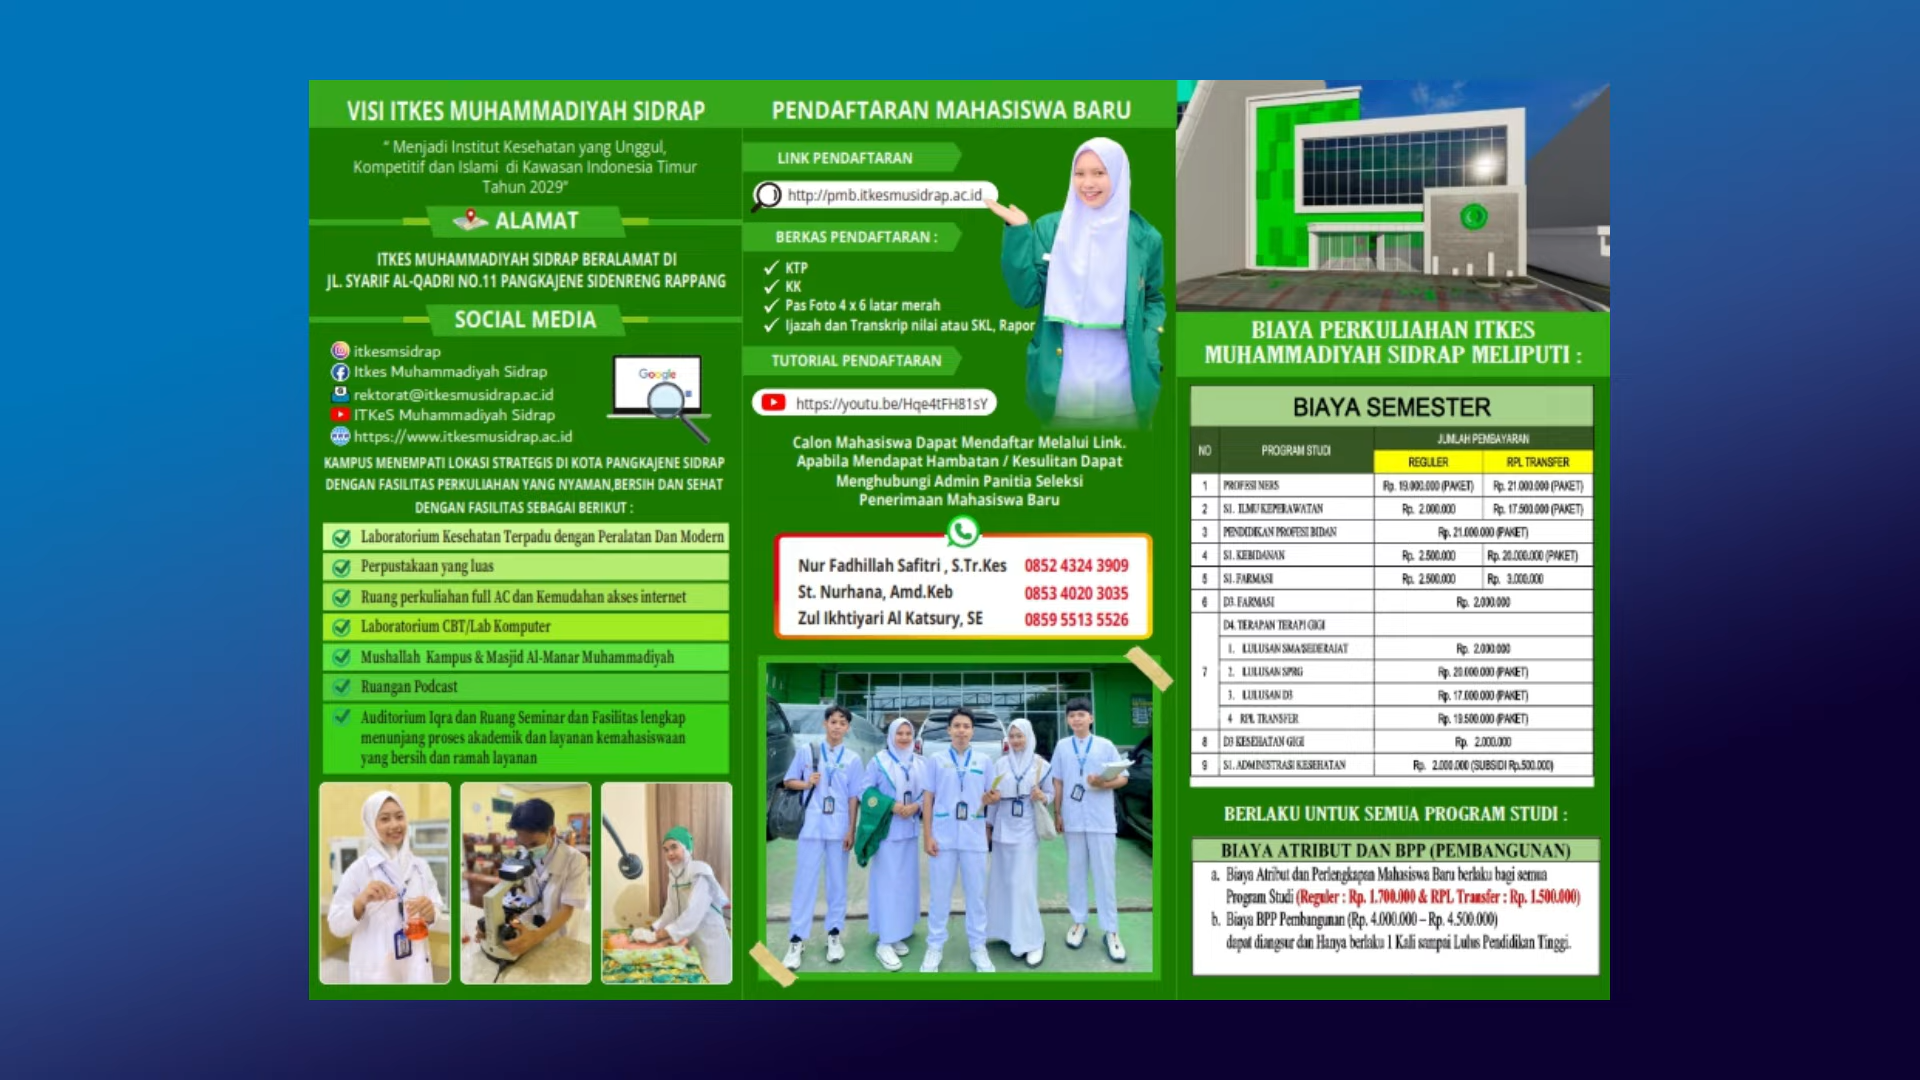 VISI ITKES MUHAMMADIYAH SIDRAP
“ Menjadi Institut Kesehatan yang Unggul,
Kompetitif dan Islami di Kawasan Indonesia Timur
Tahun 2029”
ALAMAT
ITKES MUHAMMADIYAH SIDRAP BERALAMAT DI
JL. SYARIF AL-QADRI NO.11 PANGKAJENE SIDENRENG RAPPANG
SOCIAL MEDIA
itkesmsidrap
Itkes Muhammadiyah Sidrap
rektorat@itkesmusidrap.ac.id
ITKeS Muhammadiyah Sidrap
https://www.itkesmusidrap.ac.id
Google
KAMPUS MENEMPATI LOKASI STRATEGIS DI KOTA PANGKAJENE SIDRAP
DENGAN FASILITAS PERKULIAHAN YANG NYAMAN,BERSIH DAN SEHAT
DENGAN FASILITAS SEBAGAI BERIKUT :
Laboratorium Kesehatan Terpadu dengan Peralatan Dan Modern
Perpustakaan yang luas
Ruang perkuliahan full AC dan Kemudahan akses internet
Laboratorium CBT/Lab Komputer
Mushallah Kampus & Masjid Al-Manar Muhammadiyah
Ruangan Podcast
Auditorium Iqra dan Ruang Seminar dan Fasilitas lengkap
menunjang proses akademik dan layanan kemahasiswaan
yang bersih dan ramah layanan
PENDAFTARAN MAHASISWA BARU
LINK PENDAFTARAN
http://pmb.itkesmusidrap.ac.id
BERKAS PENDAFTARAN :
KTP
KK
Pas Foto 4 x 6 latar merah
Ijazah dan Transkrip nilai atau SKL, Rapor
TUTORIAL PENDAFTARAN
https://youtu.be/Hqe4tFH81sY
Calon Mahasiswa Dapat Mendaftar Melalui Link.
Apabila Mendapat Hambatan / Kesulitan Dapat
Menghubungi Admin Panitia Seleksi
Penerimaan Mahasiswa Baru
Nur Fadhillah Safitri , S.Tr.Kes 0852 4324 3909
St. Nurhana, Amd.Keb 0853 4020 3035
Zul Ikhtiyari Al Katsury, SE 0859 5513 5526
BIAYA PERKULIAHAN ITKES
MUHAMMADIYAH SIDRAP MELIPUTI :
BIAYA SEMESTER
NO PROGRAM STUDI JUMLAH PEMBAYARAN
REGULER RPL TRANSFER
1 PROFESI NERS Rp. 19.000.000 (PAKET) Rp. 21.000.000 (PAKET)
2 S1. ILMU KEPERAWATAN Rp. 2.000.000 Rp. 17.500.000 (PAKET)
3 PENDIDIKAN PROFESI BIDAN Rp. 21.000.000 (PAKET)
4 S1. KEBIDANAN Rp. 2.500.000 Rp. 20.000.000 (PAKET)
5 S1. FARMASI Rp. 2.500.000 Rp. 3.000.000
6 D3. FARMASI Rp. 2.000.000
7 D4. TERAPAN TERAPI GIGI
1. LULUSAN SMA/SEDERAJAT Rp. 2.000.000
2. LULUSAN SPRG Rp. 20.000.000 (PAKET)
3. LULUSAN D3 Rp. 17.000.000 (PAKET)
4 RPL TRANSFER Rp. 19.500.000 (PAKET)
8 D3 KESEHATAN GIGI Rp. 2.000.000
9 S1. ADMINISTRASI KESEHATAN Rp. 2.000.000 (SUBSIDI Rp.500.000)
BERLAKU UNTUK SEMUA PROGRAM STUDI :
BIAYA ATRIBUT DAN BPP (PEMBANGUNAN)
a. Biaya Atribut dan Perlengkapan Mahasiswa Baru berlaku bagi semua
Program Studi (Reguler : Rp. 1.700.000 & RPL Transfer : Rp. 1.500.000)
b. Biaya BPP Pembangunan (Rp. 4.000.000 – Rp. 4.500.000)
dapat diangsur dan Hanya berlaku 1 Kali sampai Lulus Pendidikan Tinggi.